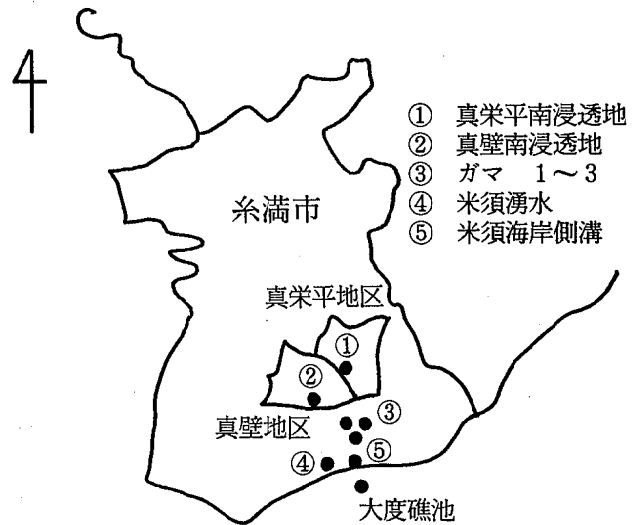 ① 真栄平南浸透地
② 真壁南浸透地
③ ガマ 1～3
④ 米須湧水
⑤ 米須海岸側溝
糸満市
真栄平地区
①
②
③
真壁地区
④
⑤
大度礁池